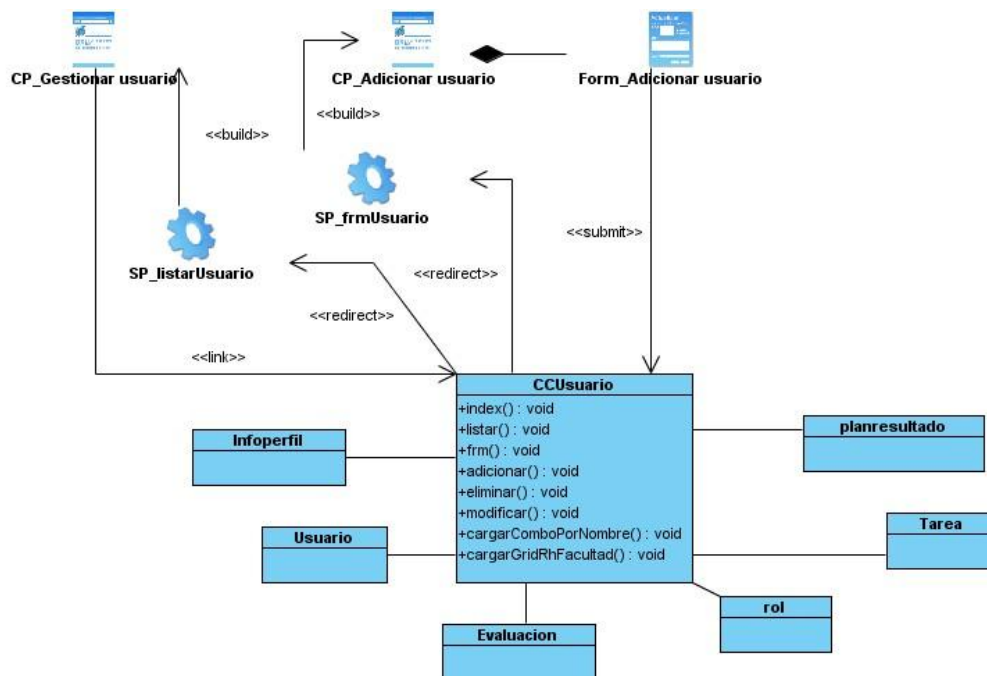 CP_Gestionar usuario
CP_Adicionar usuario
Form_Adicionar usuario
<<build>>
<<build>>
SP_frmUsuario
<<submit>>
SP_listarUsuario
<<redirect>>
<<redirect>>
<<link>>
CCUsuario
+index() : void
+listar() : void
+frm() : void
+adicionar() : void
+eliminar() : void
+modificar() : void
+cargarComboPorNombre() : void
+cargarGridRhFacultad() : void
Infoperfil
planresultado
Usuario
Tarea
rol
Evaluacion